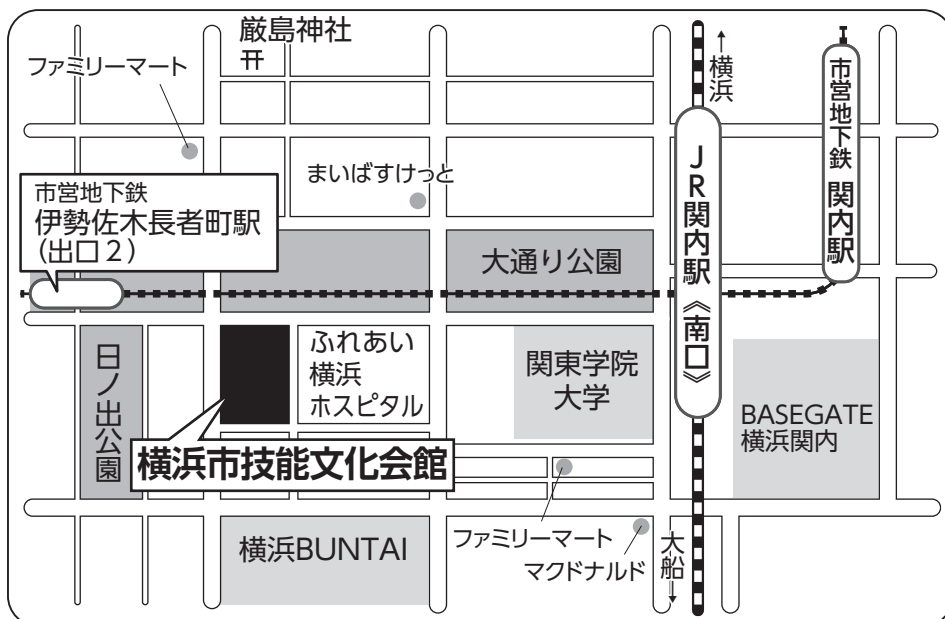 厳島神社
ファミリーマート
↑横浜
市営地下鉄 関内駅
JR関内駅《南口》
まいばすけっと
市営地下鉄
伊勢佐木長者町駅
(出口2)
大通り公園
日ノ出公園
ふれあい
横浜
ホスピタル
関東学院
大学
BASEGATE
横浜関内
横浜市技能文化会館
横浜BUNTAI
ファミリーマート
マクドナルド
大船↓